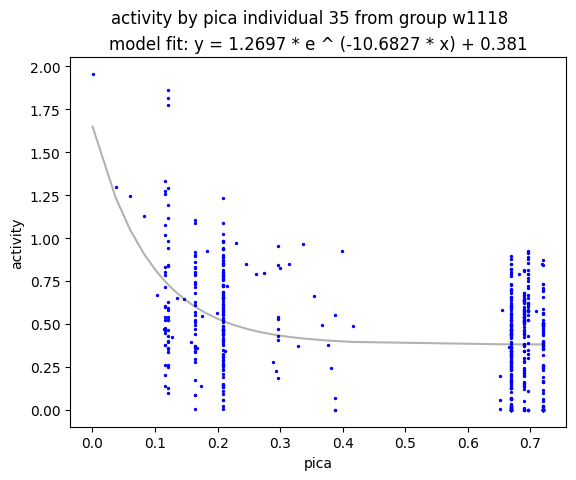 activity by pica individual 35 from group w1118
model fit: y = 1.2697 * e ^ (-10.6827 * x) + 0.381
2.00
1.75
1.50
1.25
1.00
0.75
0.50
0.25
0.00
activity
0.0 0.1 0.2 0.3 0.4 0.5 0.6 0.7
pica